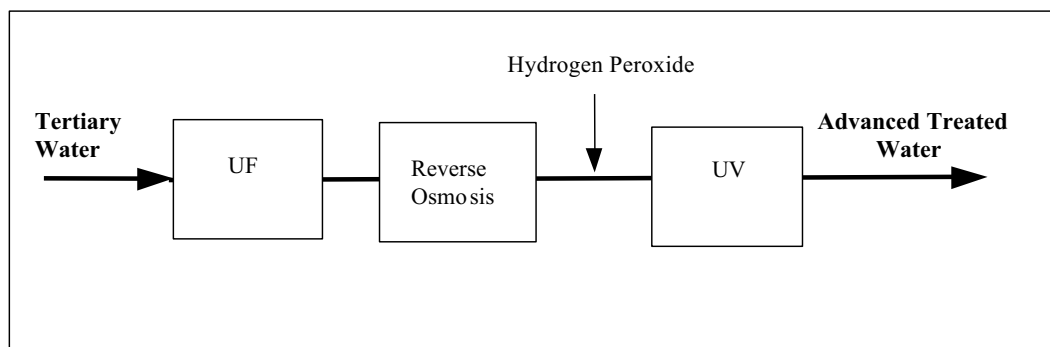 Hydrogen Peroxide
Tertiary
Water
UF
Reverse
Osmosis
UV
Advanced Treated
Water